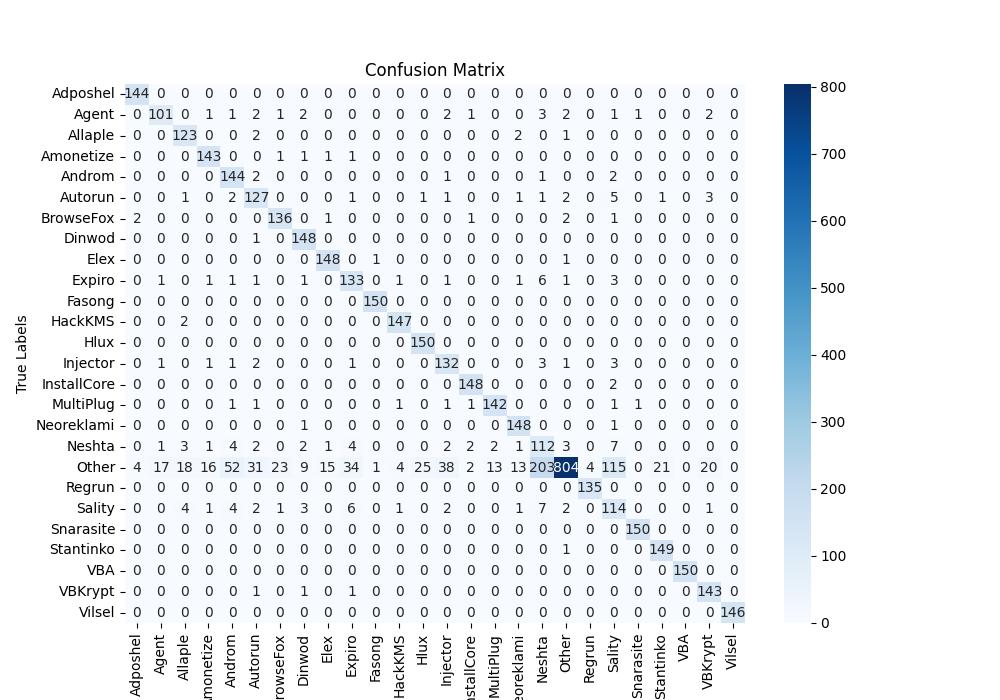 Confusion Matrix
Adposhel 144 0 0 0 0 0 0 0 0 0 0 0 0 0 0 0 0 0 0 0 0 0 0 0 0 0
Agent 0 101 0 1 1 2 1 2 0 0 0 0 0 2 1 0 0 3 2 0 1 1 0 0 2 0
Allaple 0 0 123 0 0 2 0 0 0 0 0 0 0 0 0 0 2 0 1 0 0 0 0 0 0 0
Amonetize 0 0 0 143 0 0 1 1 1 1 0 0 0 0 0 0 0 0 0 0 0 0 0 0 0 0
Androm 0 0 0 0 144 2 0 0 0 0 0 0 0 1 0 0 0 1 0 0 2 0 0 0 0 0
Autorun 0 0 1 0 2 127 0 0 0 1 0 0 1 1 0 0 1 1 2 0 5 0 1 0 3 0
BrowseFox 2 0 0 0 0 0 136 0 1 0 0 0 0 0 1 0 0 0 2 0 1 0 0 0 0 0
Dinwod 0 0 0 0 0 1 0 148 0 0 0 0 0 0 0 0 0 0 0 0 0 0 0 0 0 0
Elex 0 0 0 0 0 0 0 0 148 0 1 0 0 0 0 0 0 0 1 0 0 0 0 0 0 0
Expiro 0 1 0 1 1 1 0 1 0 133 0 1 0 1 0 0 1 6 1 0 3 0 0 0 0 0
Fasong 0 0 0 0 0 0 0 0 0 0 150 0 0 0 0 0 0 0 0 0 0 0 0 0 0 0
HackKMS 0 0 2 0 0 0 0 0 0 0 0 147 0 0 0 0 0 0 0 0 0 0 0 0 0 0
Hlux 0 0 0 0 0 0 0 0 0 0 0 0 150 0 0 0 0 0 0 0 0 0 0 0 0 0
Injector 0 1 0 1 1 2 0 0 0 1 0 0 0 132 0 0 0 3 1 0 3 0 0 0 0 0
InstallCore 0 0 0 0 0 0 0 0 0 0 0 0 0 0 148 0 0 0 0 0 2 0 0 0 0 0
MultiPlug 0 0 0 0 1 1 0 0 0 0 0 1 0 1 1 142 0 0 0 0 1 1 0 0 0 0
Neoreklami 0 0 0 0 0 0 0 1 0 0 0 0 0 0 0 0 148 0 0 0 1 0 0 0 0 0
Neshta 0 1 3 1 4 2 0 2 1 4 0 0 0 2 2 2 1 112 3 0 7 0 0 0 0 0
Other 4 17 18 16 52 31 23 9 15 34 1 4 25 38 2 13 13 203 804 4 115 0 21 0 20 0
Regrun 0 0 0 0 0 0 0 0 0 0 0 0 0 0 0 0 0 0 0 135 0 0 0 0 0 0
Sality 0 0 4 1 4 2 1 3 0 6 0 1 0 2 0 0 1 7 2 0 114 0 0 0 1 0
Snarasite 0 0 0 0 0 0 0 0 0 0 0 0 0 0 0 0 0 0 0 0 0 150 0 0 0 0
Stantinko 0 0 0 0 0 0 0 0 0 0 0 0 0 0 0 0 0 0 1 0 0 0 149 0 0 0
VBA 0 0 0 0 0 0 0 0 0 0 0 0 0 0 0 0 0 0 0 0 0 0 0 150 0 0
VBKrypt 0 0 0 0 0 1 0 1 0 1 0 0 0 0 0 0 0 0 0 0 0 0 0 0 143 0
Vilsel 0 0 0 0 0 0 0 0 0 0 0 0 0 0 0 0 0 0 0 0 0 0 0 0 0 146
True Labels
Adposhel
Agent
Allaple
monetize
Androm
Autorun
rowseFox
Dinwod
Elex
Expiro
Fasong
HackKMS
Hlux
Injector
stallCore
MultiPlug
eoreklami
Neshta
Other
Regrun
Sality
Snarasite
Stantinko
VBA
VBKrypt
Vilsel
800
700
600
500
400
300
200
100
0